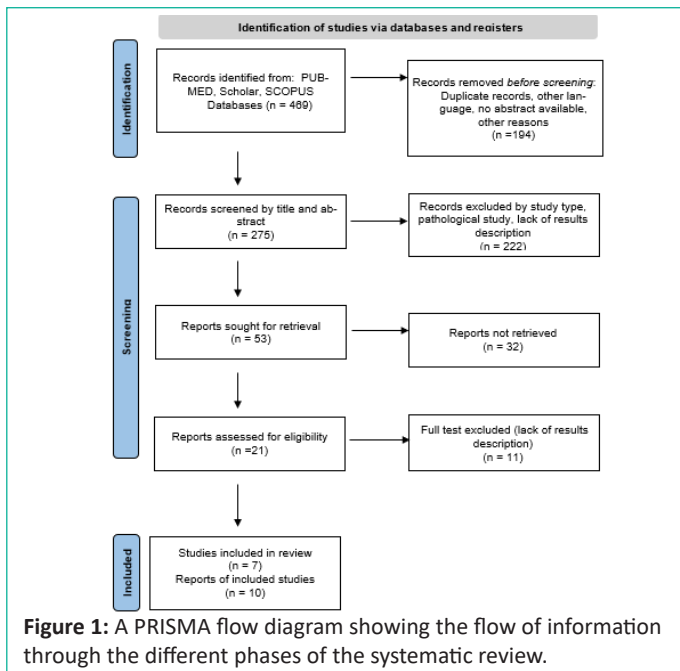 Identification of studies via databases and registers
Identification
Records identified from: PUB-
MED, Scholar, SCOPUS
Databases (n = 469)
Records removed before screening:
Duplicate records, other lan-
guage, no abstract available,
other reasons
(n =194)
Screening
Records screened by title and ab-
stract
(n = 275)
Records excluded by study type,
pathological study, lack of results
description
(n = 222)
Reports sought for retrieval
(n = 53)
Reports not retrieved
(n = 32)
Reports assessed for eligibility
(n =21)
Full test excluded (lack of results
description)
(n = 11)
Included
Studies included in review
(n = 7)
Reports of included studies
(n = 10)
Figure 1: A PRISMA flow diagram showing the flow of information
through the different phases of the systematic review.